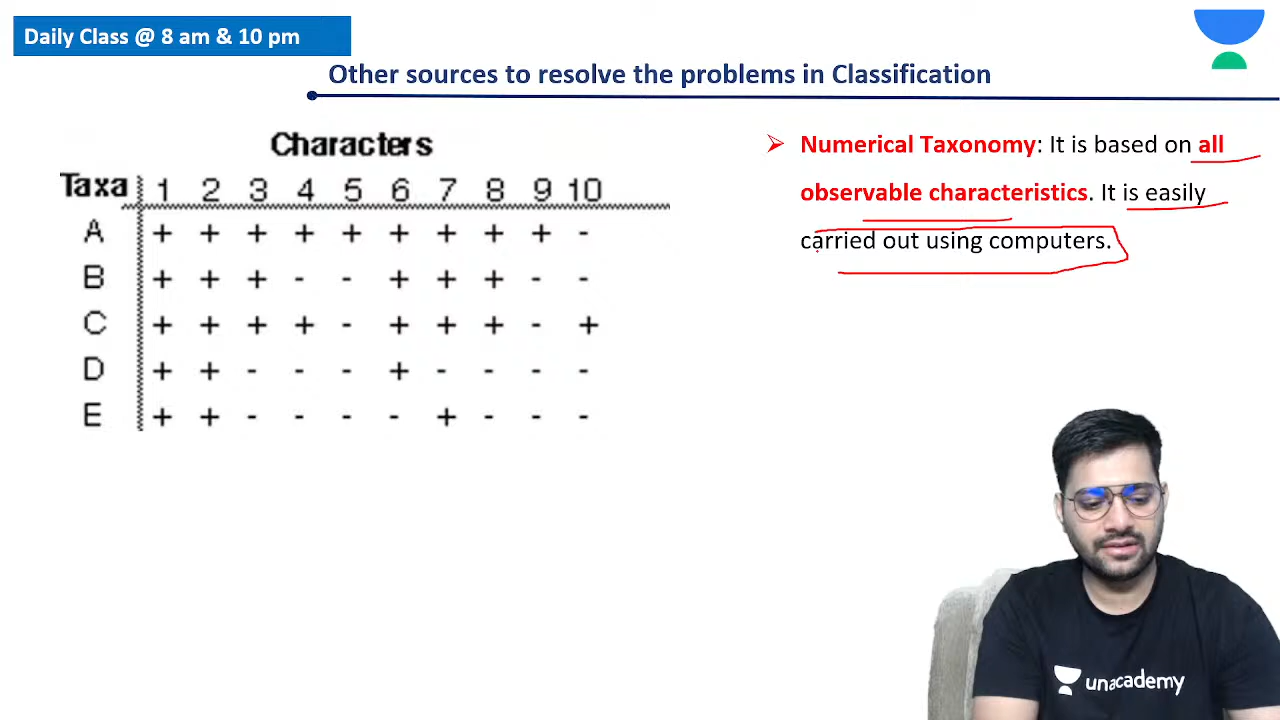 Daily Class @ 8 am & 10 pm
Other sources to resolve the problems in Classification
Characters
Taxa 1 2 3 4 5 6 7 8 9 10
A + + + + + + + + + -
B + + + - - + + + - -
C + + + + - + + + - +
D + + - - - + - - - -
E + + - - - - + - - -
➢ Numerical Taxonomy: It is based on all
observable characteristics. It is easily
carried out using computers.
unacademy